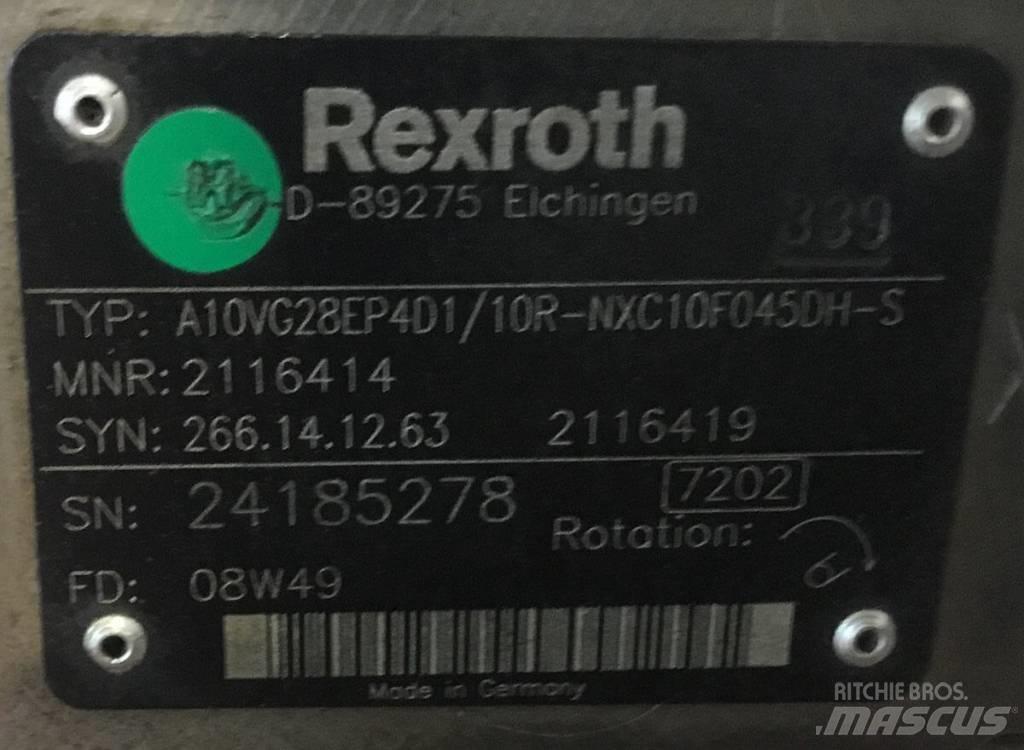 Rexroth
D-89275 Elchingen
339
TYP: A10VG28EP4D1/10R-NXC10F045DH-S
MNR: 2116414
SYN: 266.14.12.63 2116419
SN: 24185278 7202
Rotation:
FD: 08W49
Made in Germany
RITCHIE BROS.
MASCUS